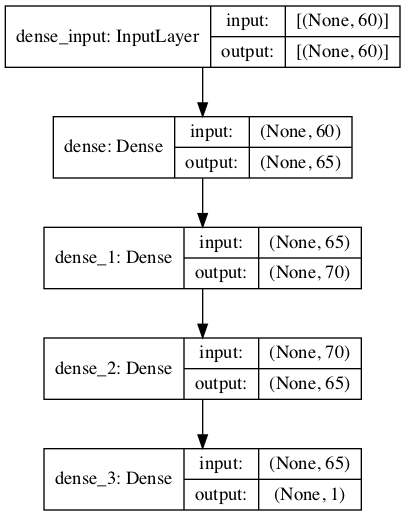 dense_input: InputLayer input: [(None, 60)]
output: [(None, 60)]
dense: Dense input: (None, 60)
output: (None, 65)
dense_1: Dense input: (None, 65)
output: (None, 70)
dense_2: Dense input: (None, 70)
output: (None, 65)
dense_3: Dense input: (None, 65)
output: (None, 1)